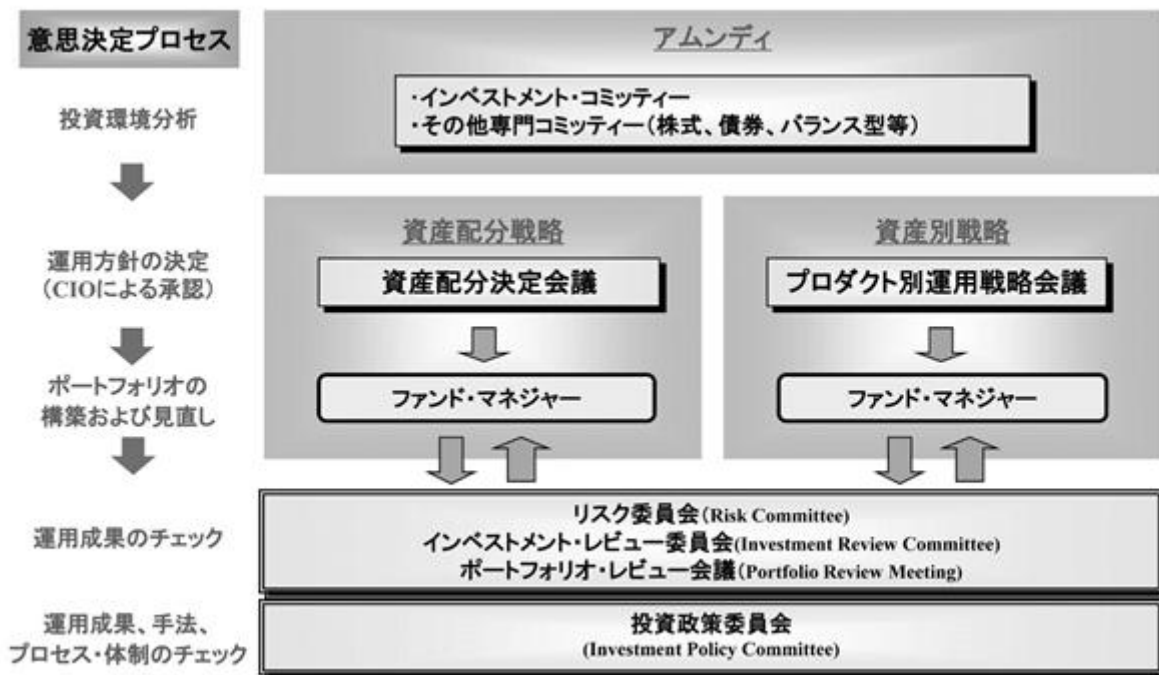 意思決定プロセス
アムンディ
・インベストメント・コミッティー
・その他専門コミッティー(株式、債券、バランス型等)
投資環境分析
資産配分戦略
資産別戦略
運用方針の決定
(CIOによる承認)
資産配分決定会議
プロダクト別運用戦略会議
ポートフォリオの
構築および見直し
ファンド・マネジャー
ファンド・マネジャー
運用成果のチェック
リスク委員会(Risk Committee)
インベストメント・レビュー委員会(Investment Review Committee)
ポートフォリオ・レビュー会議(Portfolio Review Meeting)
運用成果、手法、
プロセス・体制のチェック
投資政策委員会
(Investment Policy Committee)